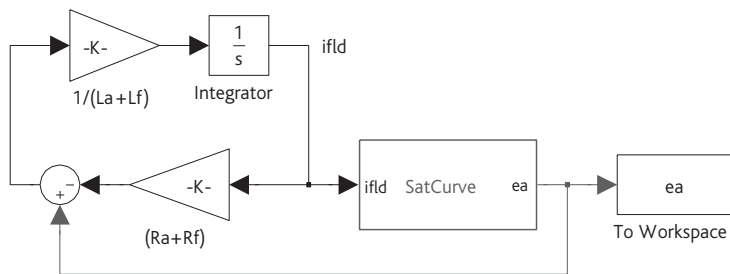 -K-
1
s
ifld
1/(La+Lf)
Integrator
+
−
-K-
(Ra+Rf)
ifld
SatCurve
ea
ea
To Workspace